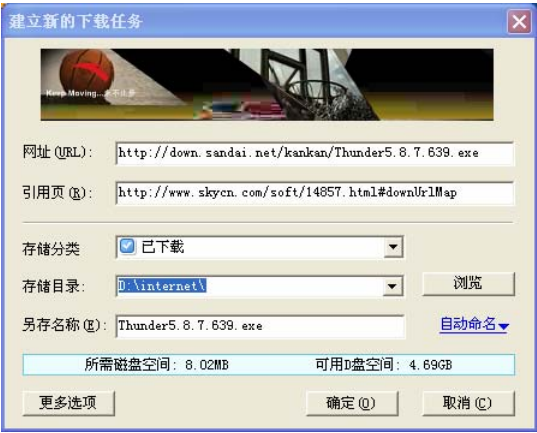 建立新的下载任务
Keep Moving...永不止步
网址(URL): http://down.sandai.net/kankan/Thunder5.8.7.639.exe
引用页(R): http://www.skycn.com/soft/14857.html#downUrlMap
存储分类 已下载
存储目录: D:\internet\ 浏览
另存名称(E): Thunder5.8.7.639.exe 自动命名
所需磁盘空间: 8.02MB 可用D盘空间: 4.69GB
更多选项 确定(O) 取消(C)